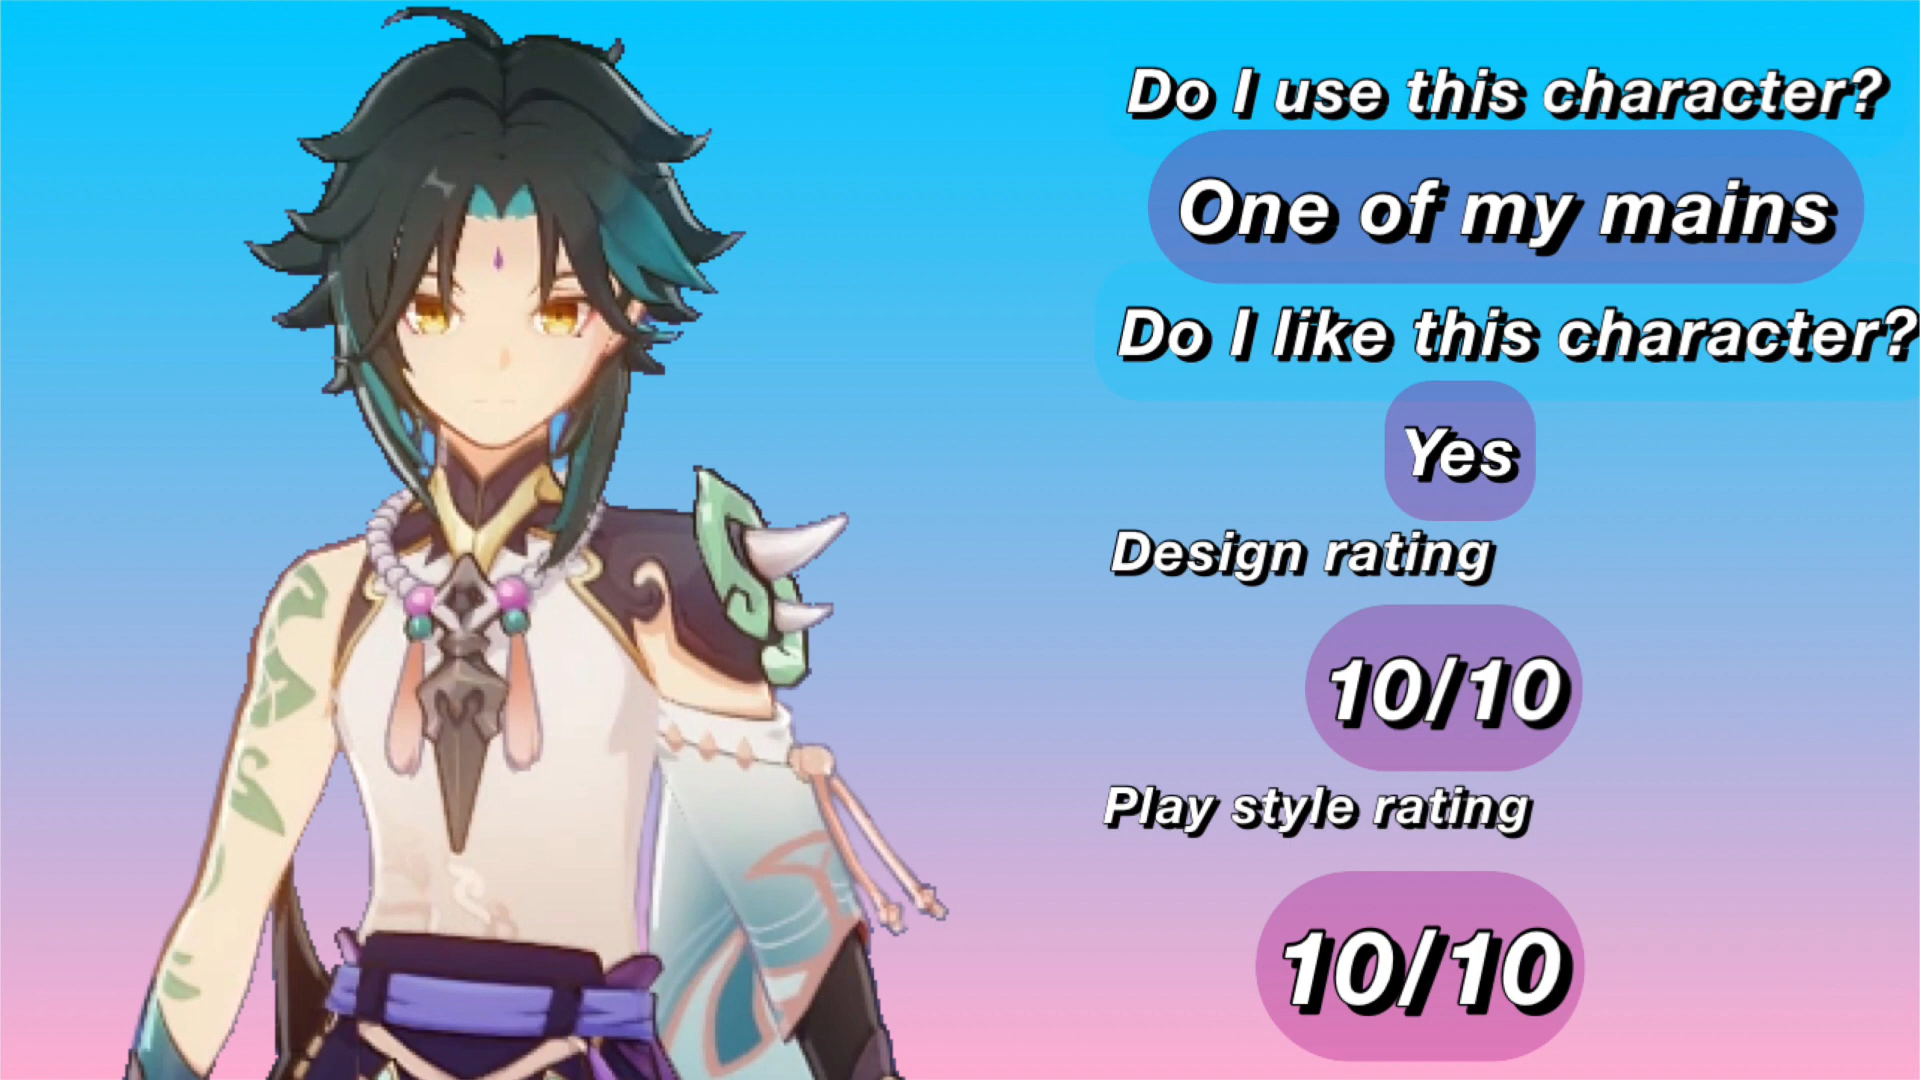 Do I use this character?
One of my mains
Do I like this character?
Yes
Design rating
10/10
Play style rating
10/10